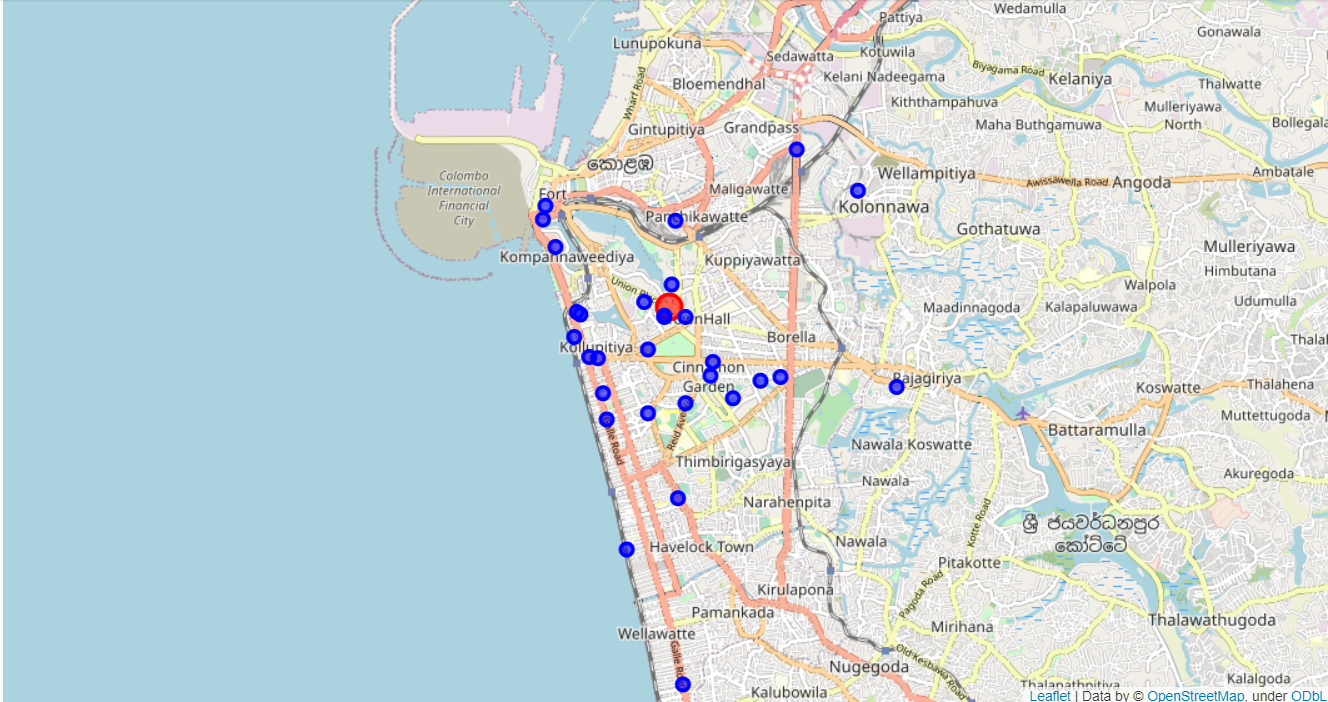 Pattiya
Wedamulla
Gonawala
Lunupokuna
Sedawatta
Kotuwila
Biyagama Road
Kelani Nadeegama
Kelaniya
Thalwatte
Bloemendhal
Wharf Road
Kiththampahuva
Mulleriyawa
North
Maha Buthgamuwa
Bollegala
Gintupitiya
Grandpass
කොළඹ
Wellampitiya
Ambatale
Colombo
International
Financial
City
Fort
Maligawatte
Awissawella Road
Angoda
Kolonnawa
Panchikawatte
Gothatuwa
Mulleriyawa
Kompannaweediya
Kuppiyawatta
Himbutana
Walpola
Udumulla
Union Pl
Maadinnagoda
Kalapaluwawa
Hall
Borella
Kollupitiya
Cinnamon
Garden
Rajagiriya
Koswatte
Thalahena
Reid Ave
Muttettugoda
Battaramulla
Galle Road
Nawala Koswatte
Thimbirigasyaya
Akuregoda
Nawala
Narahenpita
Kotte Road
ශ්‍රී ජයවර්ධනපුර
කෝට්ටේ
Nawala
Havelock Town
Pitakotte
Pagoda Road
Kirulapona
Pamankada
Mirihana
Thalawathugoda
Wellawatte
Galle Ro
Nugegoda
Old Kesbawa Road
Kalubowila
Thalapathpitiya
Kalalgoda
Leaflet | Data by © OpenStreetMap, under ODbL